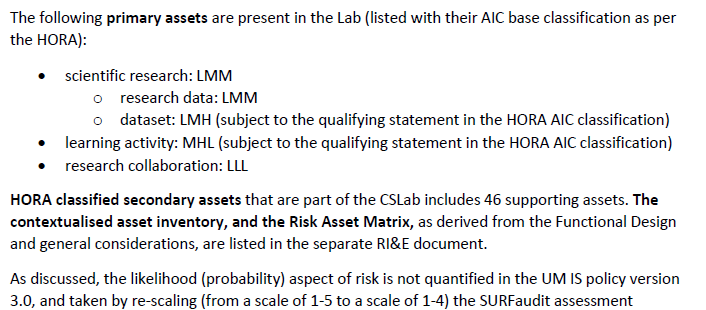 The following primary assets are present in the Lab (listed with their AIC base classification as per
the HORA):
• scientific research: LMM
o research data: LMM
o dataset: LMH (subject to the qualifying statement in the HORA AIC classification)
• learning activity: MHL (subject to the qualifying statement in the HORA AIC classification)
• research collaboration: LLL
HORA classified secondary assets that are part of the CSLab includes 46 supporting assets. The
contextualised asset inventory, and the Risk Asset Matrix, as derived from the Functional Design
and general considerations, are listed in the separate RI&E document.
As discussed, the likelihood (probability) aspect of risk is not quantified in the UM IS policy version
3.0, and taken by re-scaling (from a scale of 1-5 to a scale of 1-4) the SURFaudit assessment